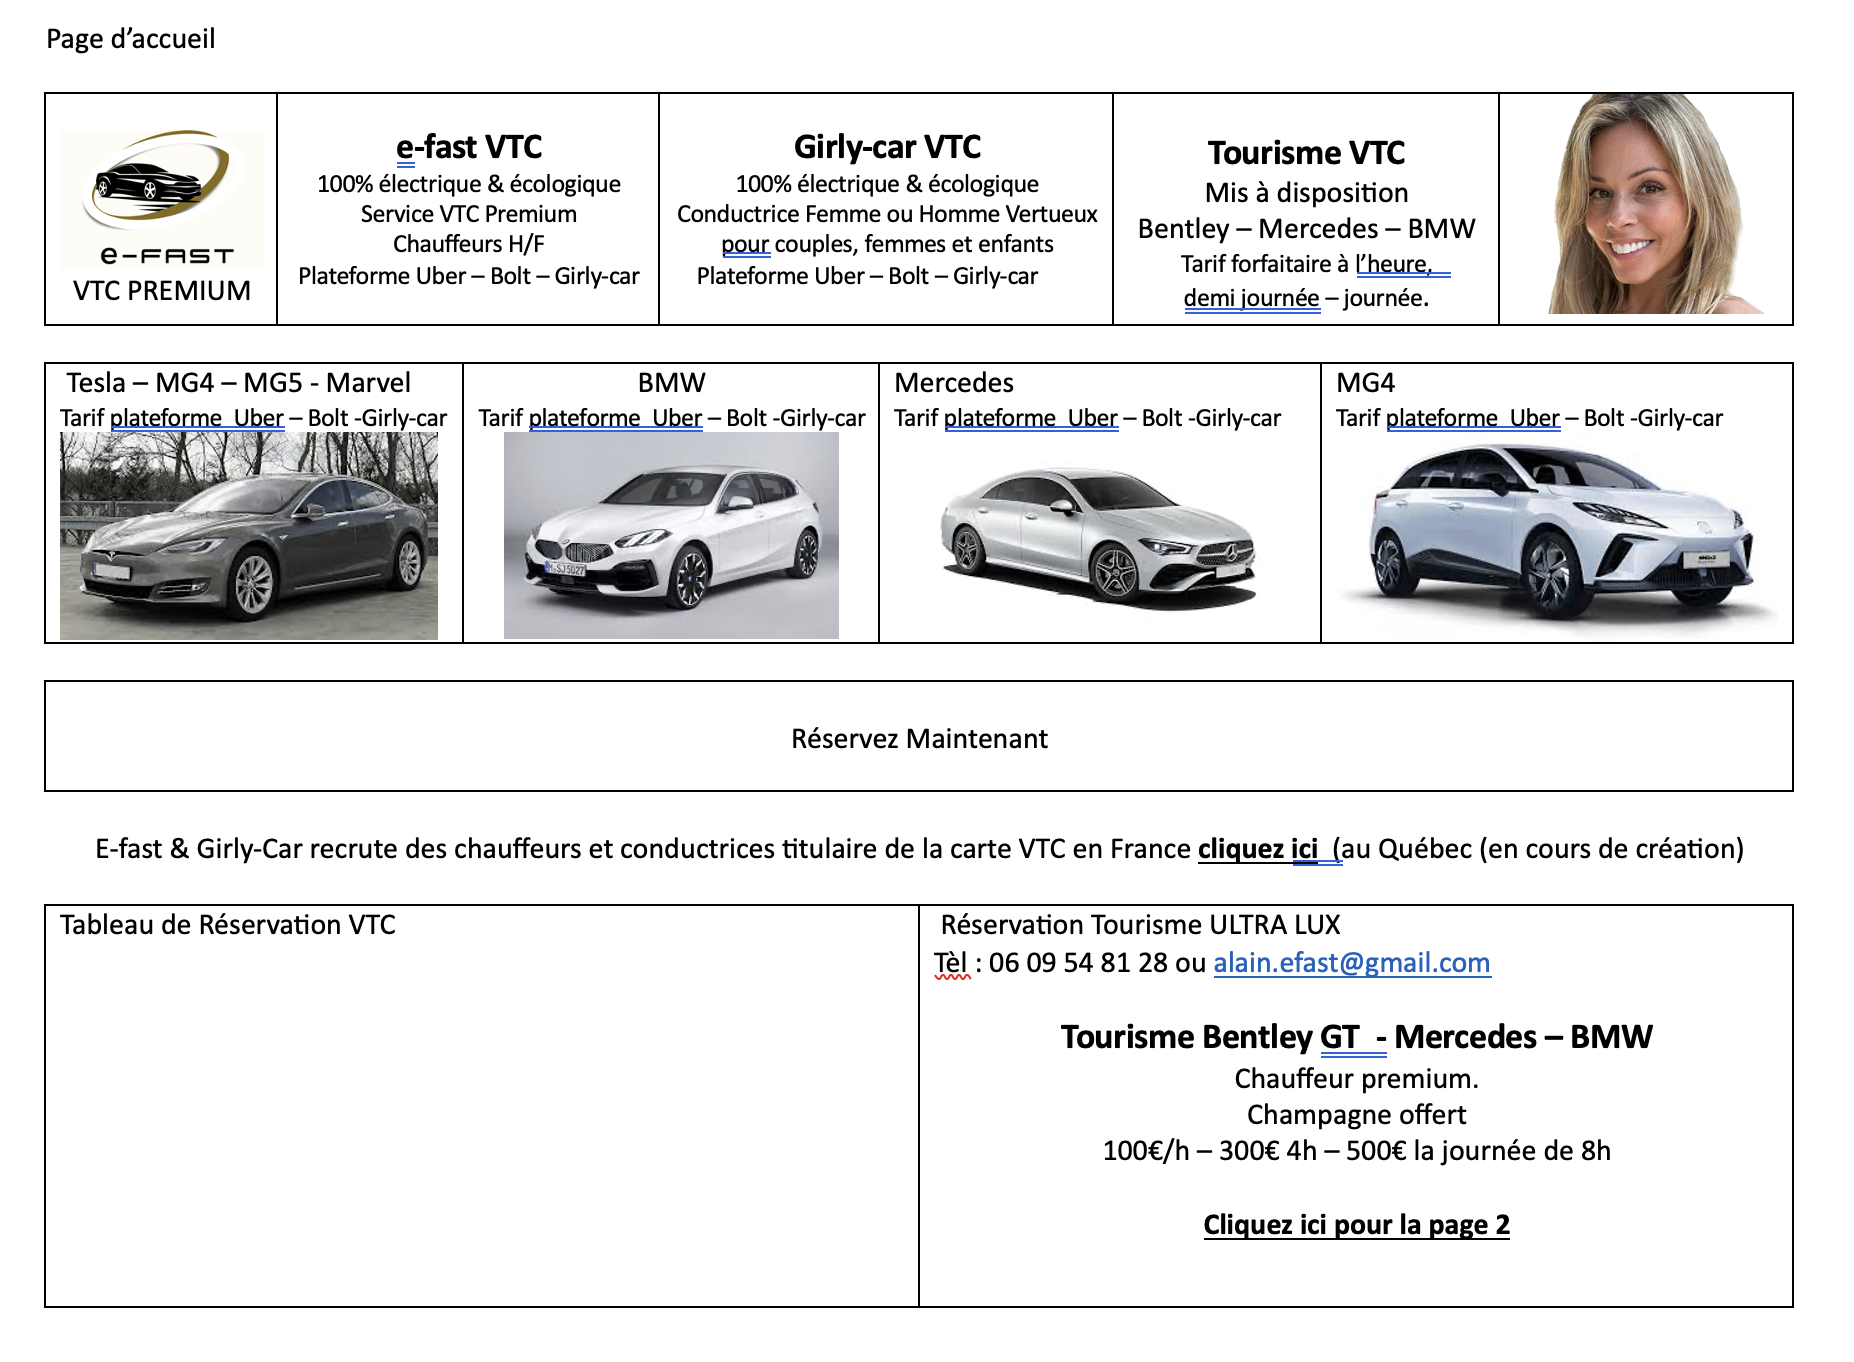 Page d’accueil
e-FAST
VTC PREMIUM
e-fast VTC
100% électrique & écologique
Service VTC Premium
Chauffeurs H/F
Plateforme Uber – Bolt – Girly-car
Girly-car VTC
100% électrique & écologique
Conductrice Femme ou Homme Vertueux
pour couples, femmes et enfants
Plateforme Uber – Bolt – Girly-car
Tourisme VTC
Mis à disposition
Bentley – Mercedes – BMW
Tarif forfaitaire à l’heure,
demi journée – journée.
Tesla – MG4 – MG5 - Marvel
Tarif plateforme  Uber – Bolt -Girly-car
BMW
Tarif plateforme  Uber – Bolt -Girly-car
Mercedes
Tarif plateforme  Uber – Bolt -Girly-car
MG4
Tarif plateforme  Uber – Bolt -Girly-car
Réservez Maintenant
E-fast & Girly-Car recrute des chauffeurs et conductrices titulaire de la carte VTC en France cliquez ici  (au Québec (en cours de création)
Tableau de Réservation VTC
Réservation Tourisme ULTRA LUX
Tèl : 06 09 54 81 28 ou alain.efast@gmail.com
Tourisme Bentley GT  - Mercedes – BMW
Chauffeur premium.
Champagne offert
100€/h – 300€ 4h – 500€ la journée de 8h
Cliquez ici pour la page 2